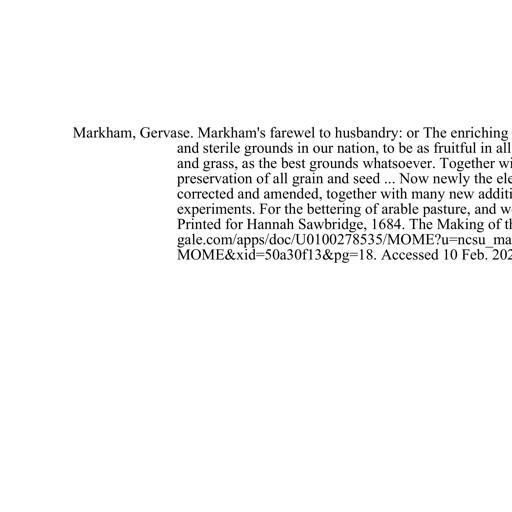 Markham, Gervase. Markham's farewel to husbandry: or The enriching
and sterile grounds in our nation, to be as fruitful in all
and grass, as the best grounds whatsoever. Together
preservation of all grain and seed ... Now newly the
corrected and amended, together with many new
experiments. For the bettering of arable pasture, and
Printed for Hannah Sawbridge, 1684. The Making of
gale.com/apps/doc/U0100278535/MOME?u=ncsu_ma
MOME&xid=50a30f13&pg=18. Accessed 10 Feb. 202